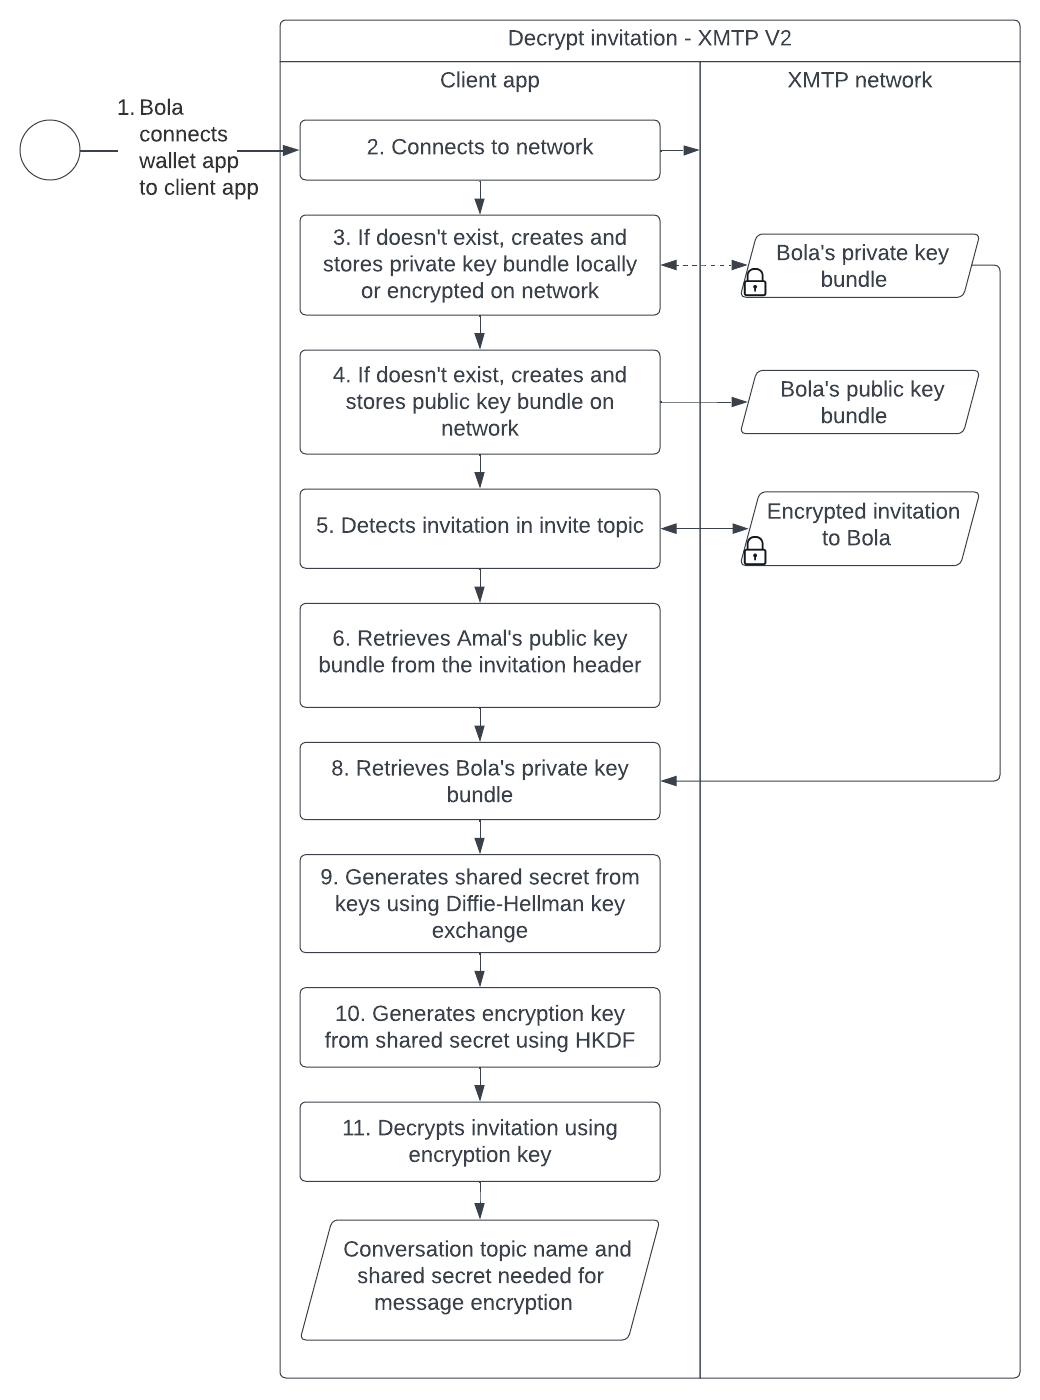 Decrypt invitation - XMTP V2
Client app
XMTP network
1. Bola
connects
wallet app
to client app
2. Connects to network
3. If doesn't exist, creates and
stores private key bundle locally
or encrypted on network
Bola's private key
bundle
4. If doesn't exist, creates and
stores public key bundle on
network
Bola's public key
bundle
5. Detects invitation in invite topic
Encrypted invitation
to Bola
6. Retrieves Amal's public key
bundle from the invitation header
8. Retrieves Bola's private key
bundle
9. Generates shared secret from
keys using Diffie-Hellman key
exchange
10. Generates encryption key
from shared secret using HKDF
11. Decrypts invitation using
encryption key
Conversation topic name and
shared secret needed for
message encryption